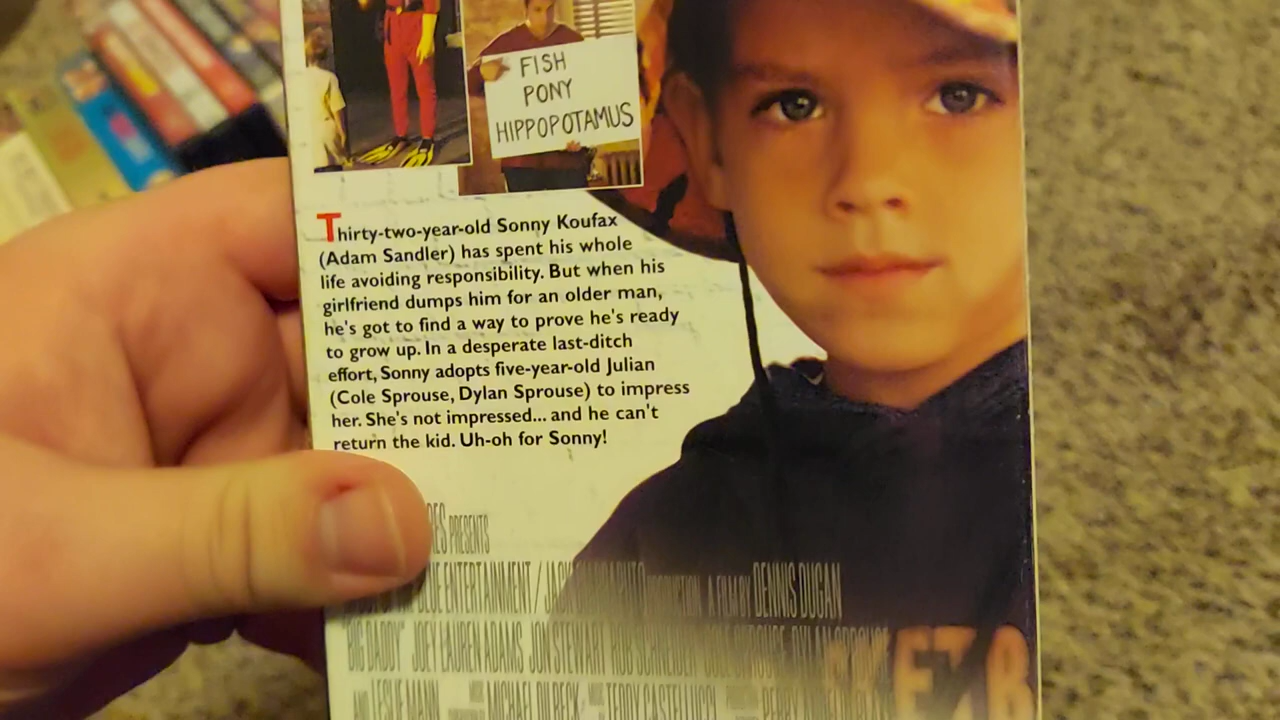 FISH
PONY
HIPPOPOTAMUS
Thirty-two-year-old Sonny Koufax
(Adam Sandler) has spent his whole
life avoiding responsibility. But when his
girlfriend dumps him for an older man,
he's got to find a way to prove he's ready
to grow up. In a desperate last-ditch
effort, Sonny adopts five-year-old Julian
(Cole Sprouse, Dylan Sprouse) to impress
her. She's not impressed... and he can't
return the kid. Uh-oh for Sonny!
PRESENTS
ENTERTAINMENT/ A FILM BY DENNIS DUGAN
"BIG DADDY" JOEY LAUREN ADAMS JON STEWART ROB SCHNEIDER COLE SPROUSE DYLAN SPROUSE
AND LESLIE MANN MICHAEL DILBECK TEDDY CASTELLUCCI